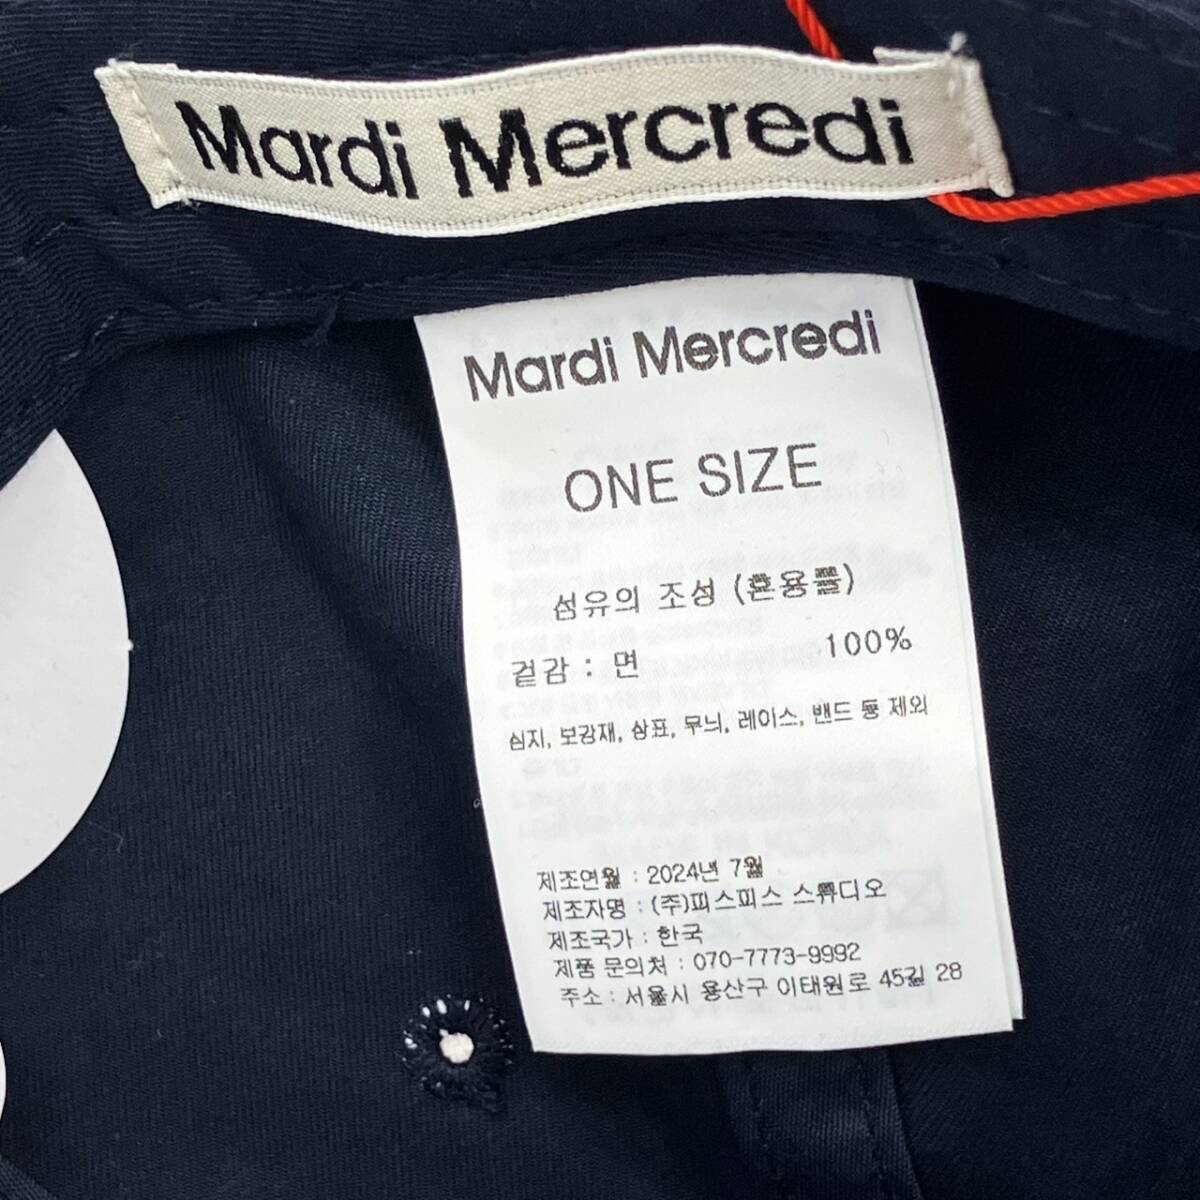 Mardi Mercredi
Mardi Mercredi
ONE SIZE
섬유의 조성 (혼용률)
겉감 : 면 100%
심지, 보강재, 상표, 무늬, 레이스, 밴드 등 제외
제조연월 : 2024년 7월
제조자명 : (주)피스피스 스튜디오
제조국가 : 한국
제품 문의처 : 070-7773-9992
주소 : 서울시 용산구 이태원로 45길 28